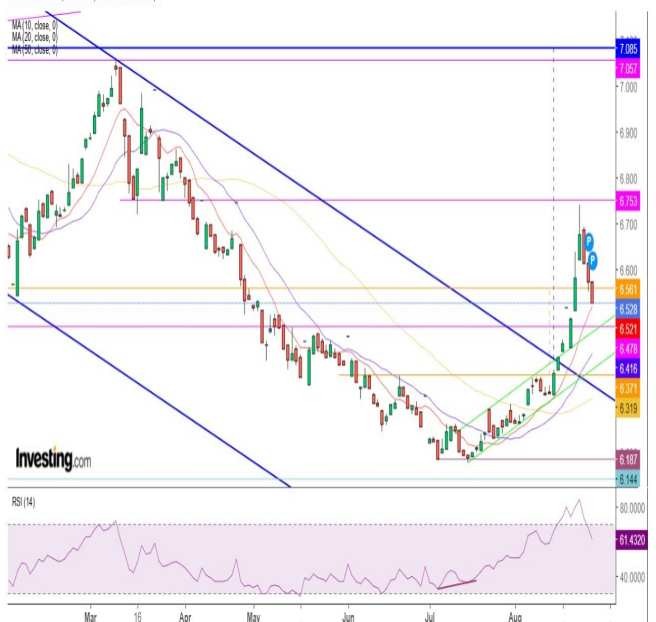 MA (10, close, 0)
MA (20, close, 0)
MA (50, close, 0)
7.085
7.057
7.000
6.900
6.800
6.753
6.700
6.600
6.561
6.528
6.521
6.478
6.416
6.371
6.319
6.187
6.144
P
P
Investing.com
RSI (14)
80.0000
61.4320
40.0000
Mar 16 Apr May Jun Jul Aug